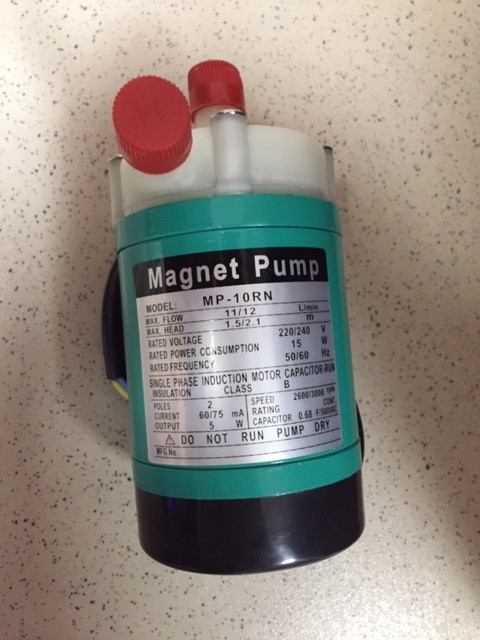 14
Magnet Pump
MODEL: MP-10RN
MAX. FLOW 11/12 L/min
MAX. HEAD 1.5/2.1 m
RATED VOLTAGE 220/240 V
RATED POWER CONSUMPTION 15 W
RATED FREQUENCY 50/60 Hz
SINGLE PHASE INDUCTION MOTOR CAPACITOR-RUN
INSULATION CLASS B
POLES 2 SPEED 2600/3000 rpm
CURRENT 60/75 mA RATING CONT.
OUTPUT 5 W CAPACITOR 0.68 F/500VAC
⚠ DO NOT RUN PUMP DRY
MFG.No.